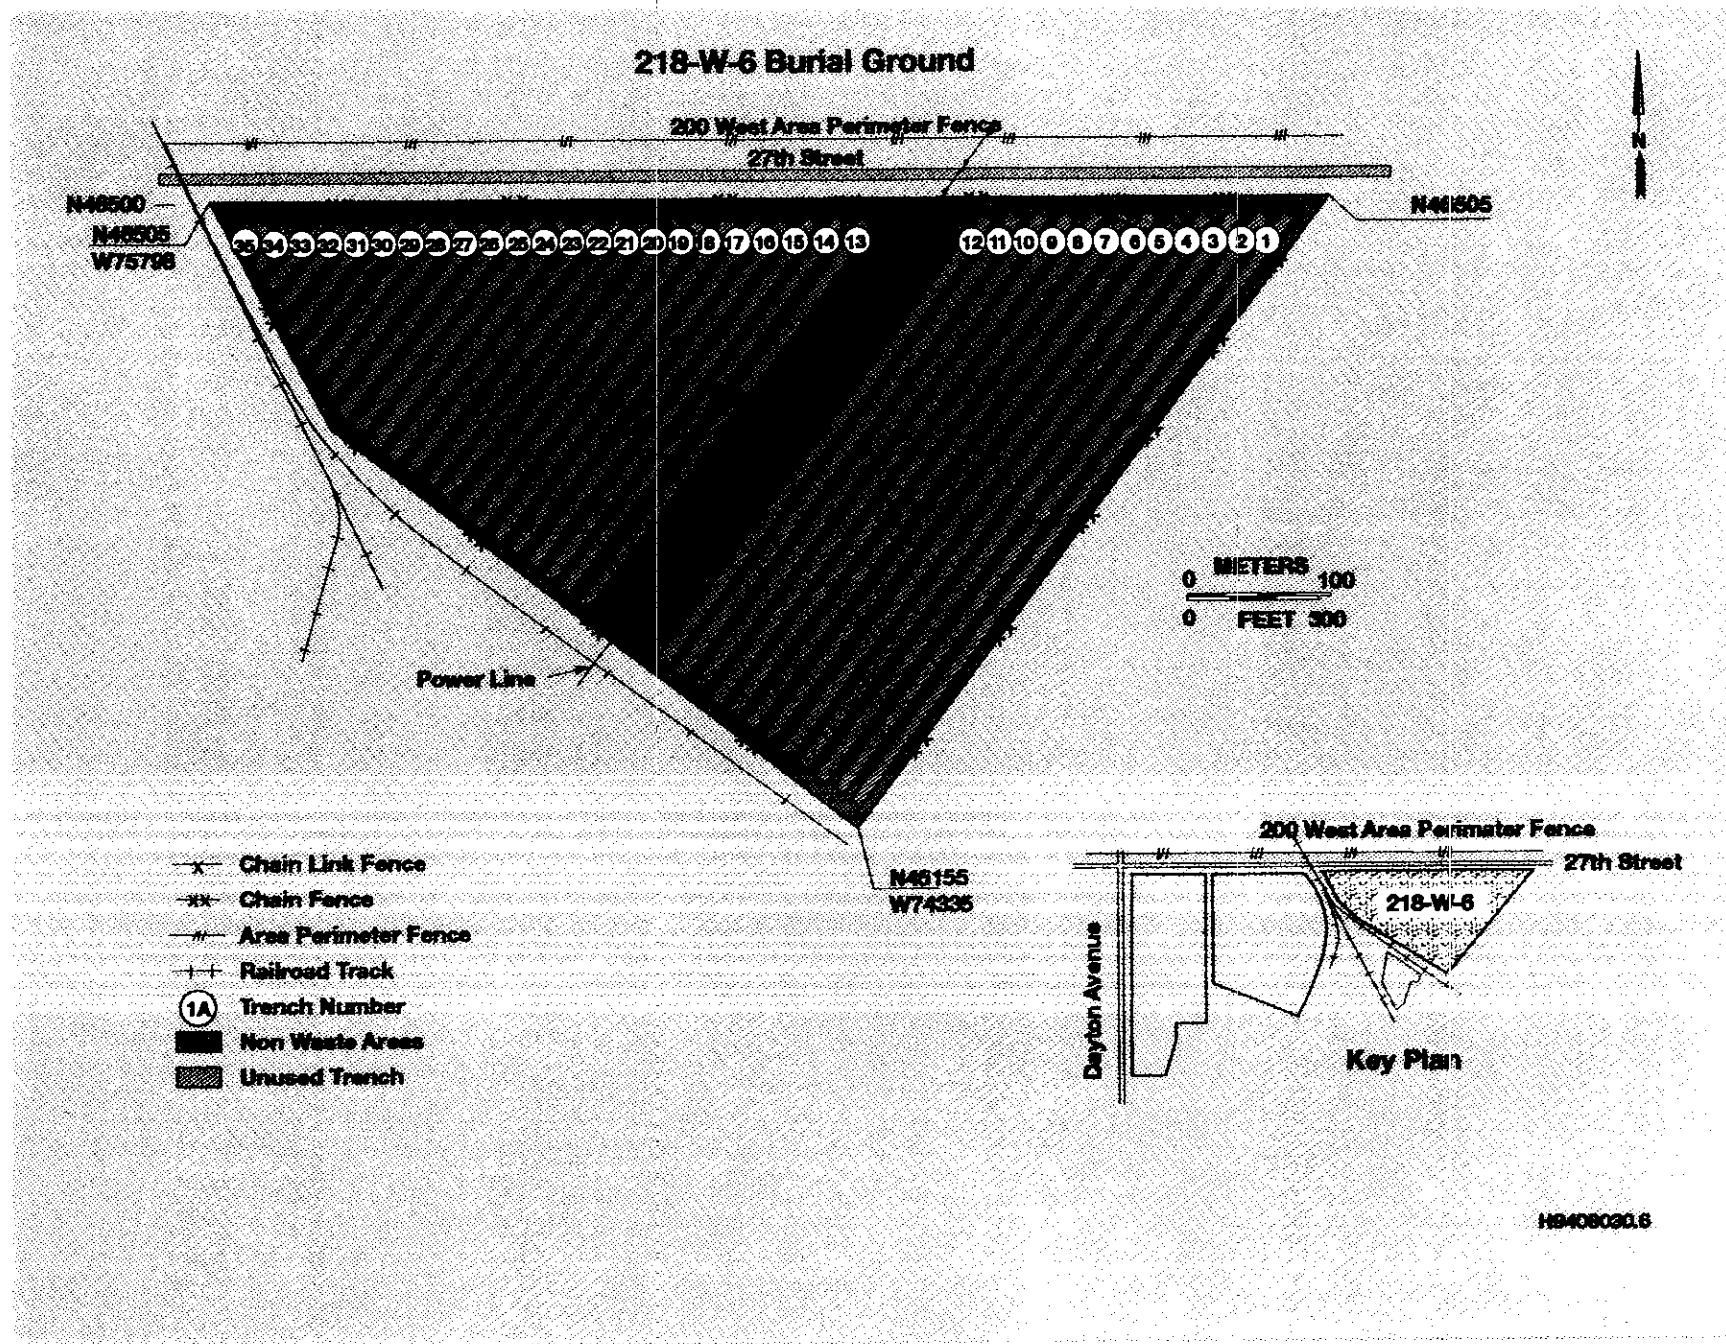 218-W-6 Burial Ground
200 West Area Perimeter Fence
27th Street
N
N46500
N46505
W75798
N46505
35 34 33 32 31 30 29 28 27 26 25 24 23 22 21 20 19 18 17 16 15 14 13 12 11 10 9 8 7 6 5 4 3 2 1
METERS
0 100
0 FEET 300
Power Line
N45155
W74335
Chain Link Fence
Chain Fence
Area Perimeter Fence
Railroad Track
1A Trench Number
Non Waste Areas
Unused Trench
200 West Area Perimater Fence
27th Street
218-W-6
Dayton Avenue
Key Plan
H9408030.6